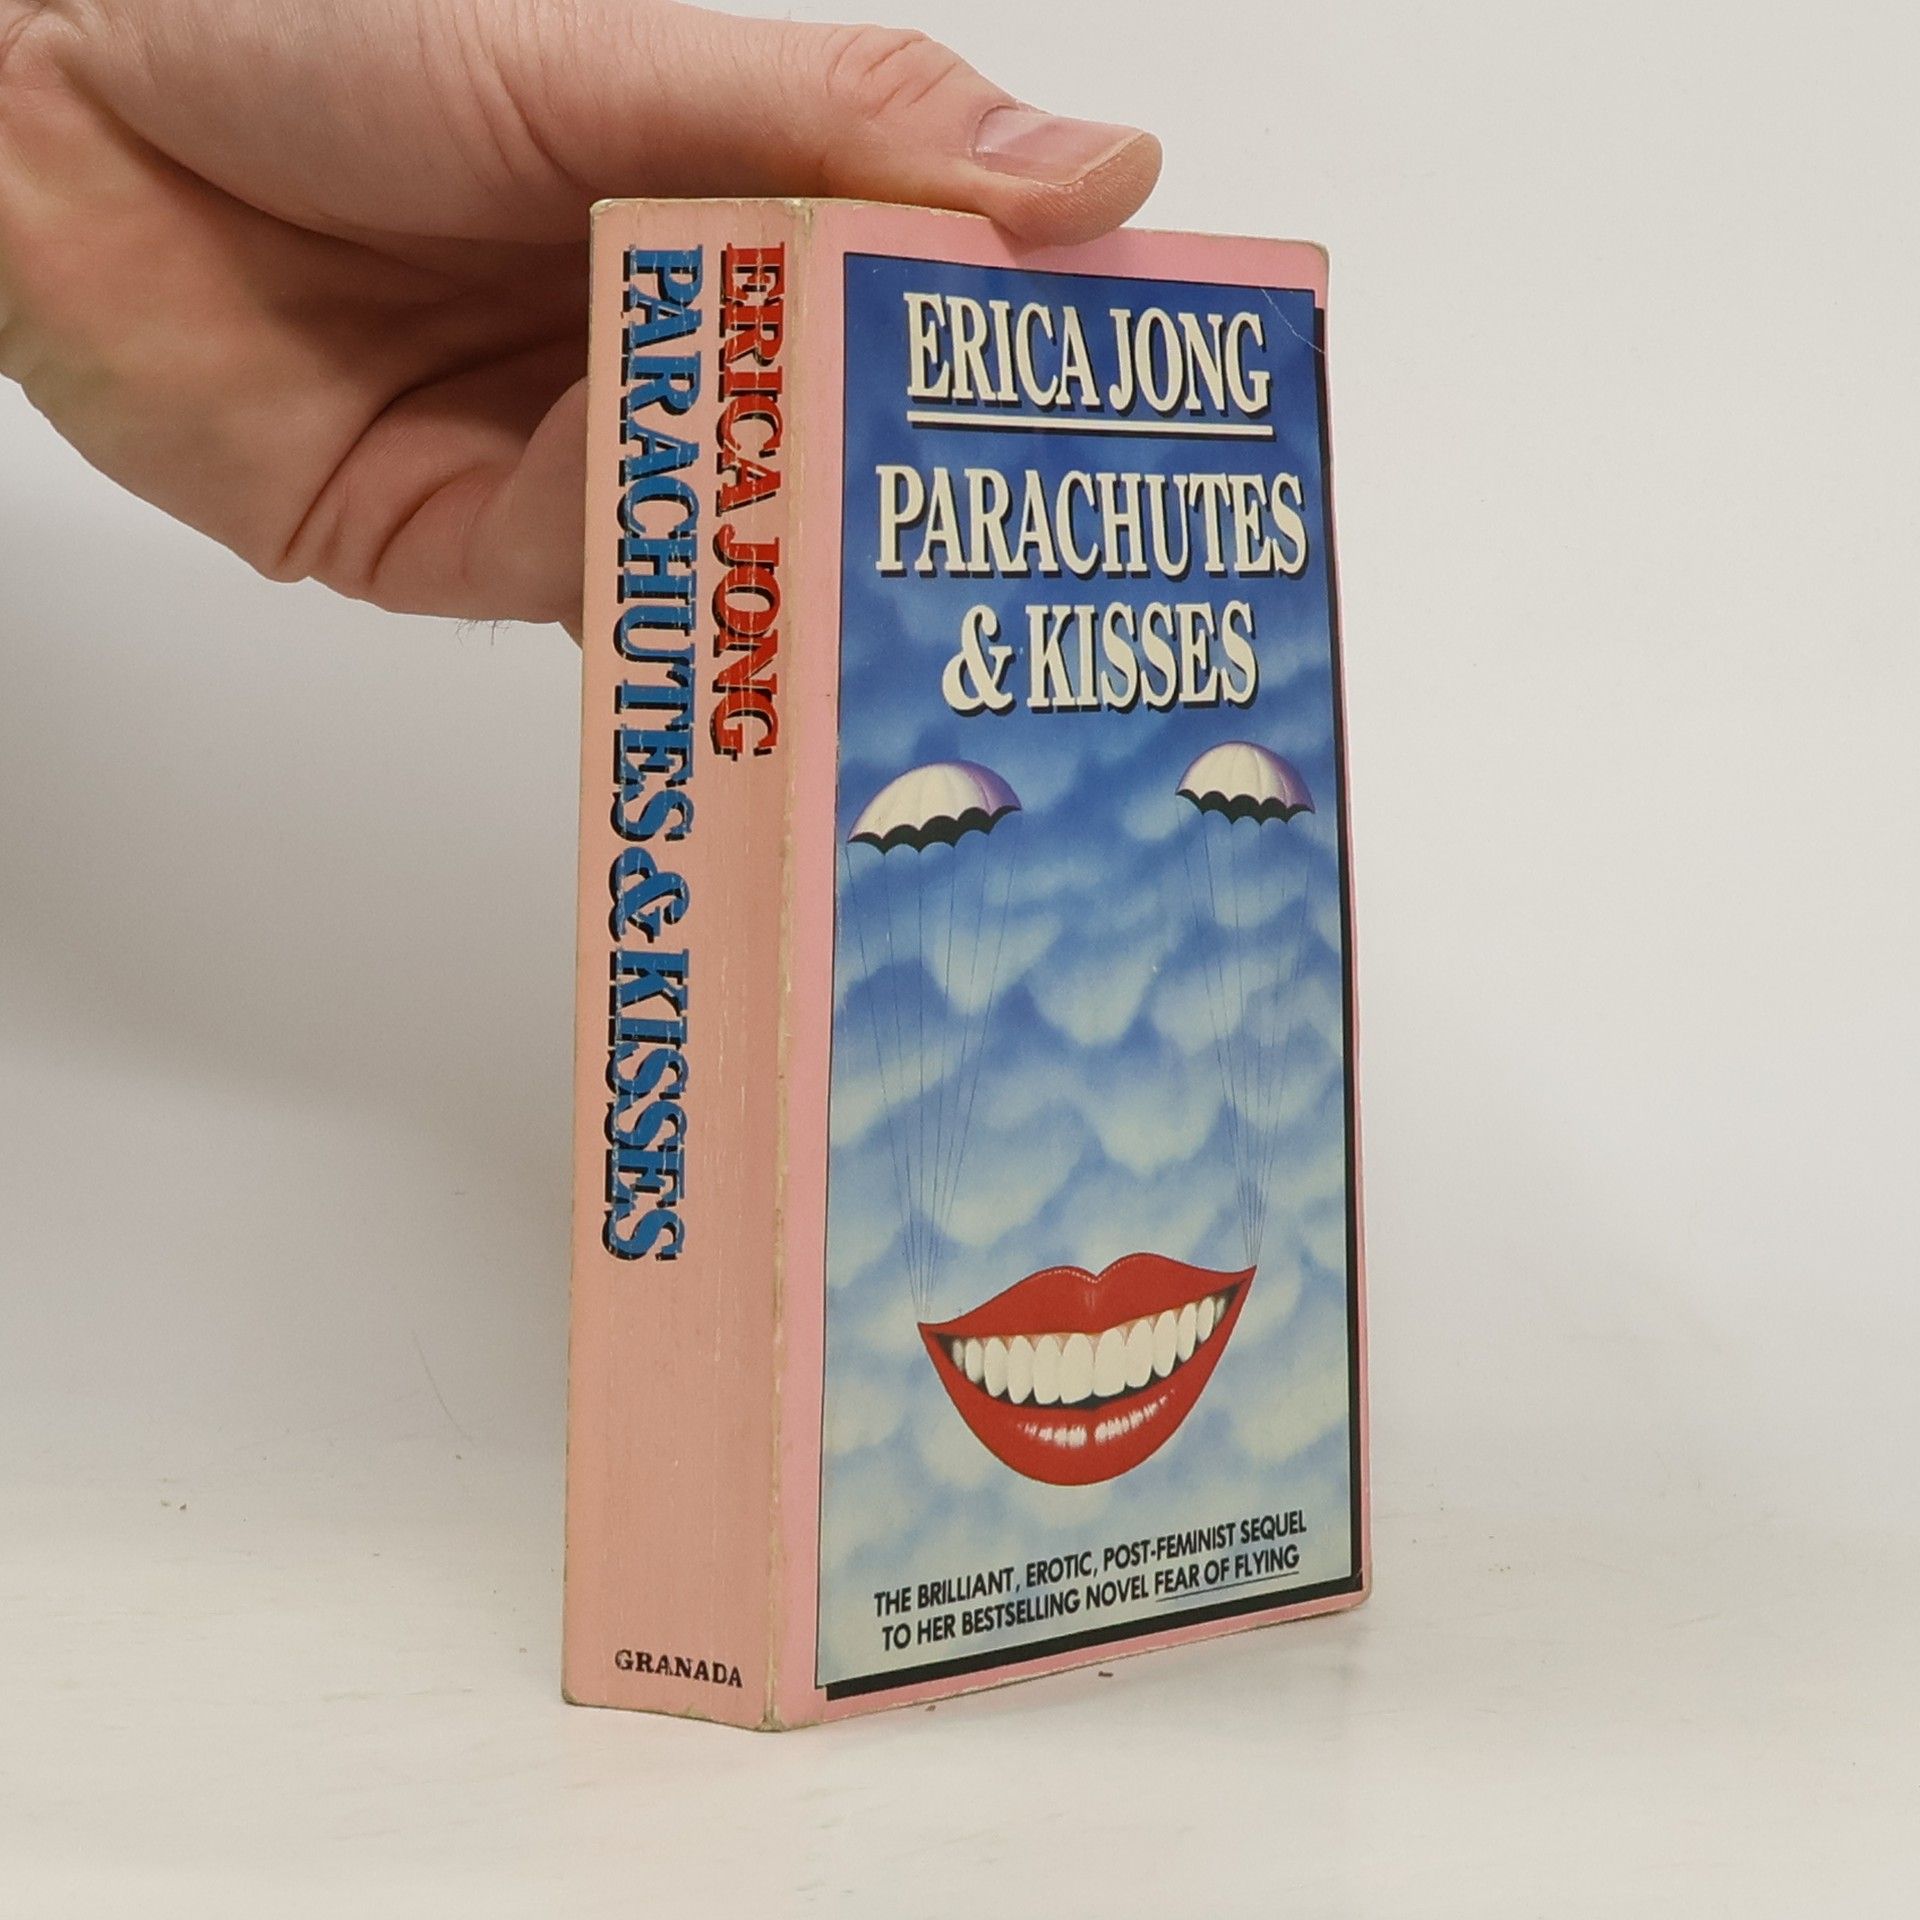 ERICA JONG
PARACHUTES & KISSES
GRANADA
ERICA JONG
PARACHUTES
& KISSES
THE BRILLIANT, EROTIC, POST-FEMINIST SEQUEL
TO HER BESTSELLING NOVEL FEAR OF FLYING